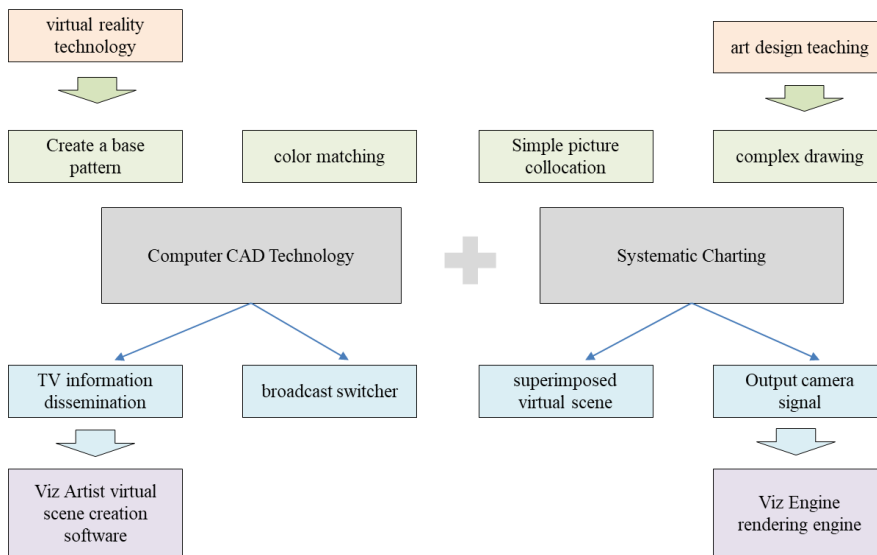 virtual reality
technology
art design teaching
Create a base
pattern
color matching
Simple picture
collocation
complex drawing
Computer CAD Technology
Systematic Charting
TV information
dissemination
broadcast switcher
superimposed
virtual scene
Output camera
signal
Viz Artist virtual
scene creation
software
Viz Engine
rendering engine